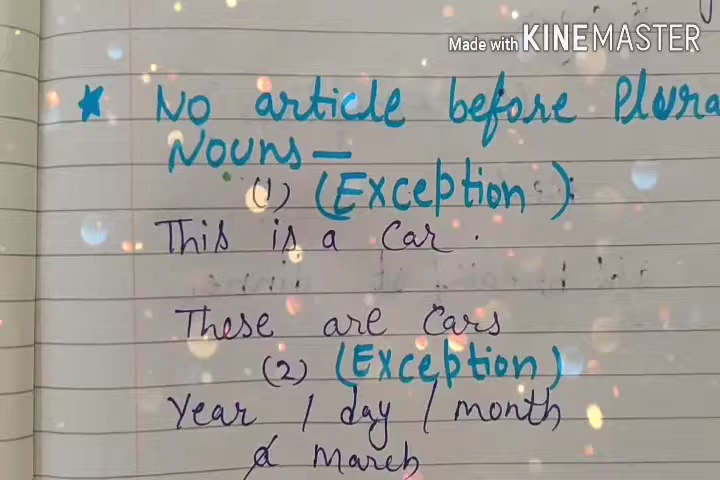 Made with KINEMASTER
* No article before Plura
Nouns —
(1) (Exception):
This is a Car.
These are Cars
(2) (Exception)
Year / day / month
a March